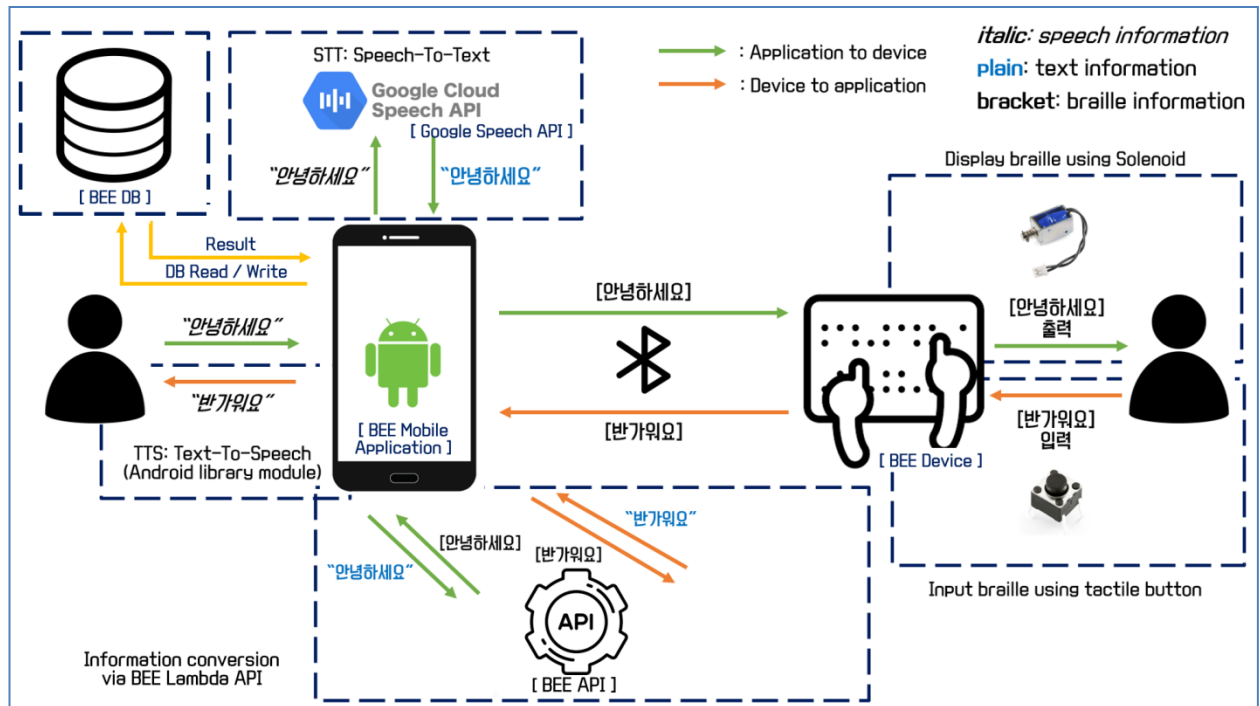 STT: Speech-To-Text
Google Cloud
Speech API
[ Google Speech API ]
: Application to device
: Device to application
italic: speech information
plain: text information
bracket: braille information
[ BEE DB ]
"안녕하세요"
"안녕하세요"
Display braille using Solenoid
Result
DB Read / Write
"안녕하세요"
"반가워요"
[ BEE Mobile
Application ]
TTS: Text-To-Speech
(Android library module)
[안녕하세요]
[반가워요]
[ BEE Device ]
[안녕하세요]
출력
[반가워요]
입력
Input braille using tactile button
"안녕하세요"
[안녕하세요]
[반가워요]
"반가워요"
API
[ BEE API ]
Information conversion
via BEE Lambda API